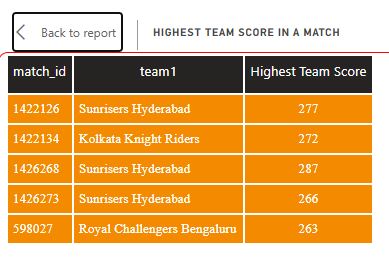 Back to report
HIGHEST TEAM SCORE IN A MATCH
match_id team1 Highest Team Score
1422126 Sunrisers Hyderabad 277
1422134 Kolkata Knight Riders 272
1426268 Sunrisers Hyderabad 287
1426273 Sunrisers Hyderabad 266
598027 Royal Challengers Bengaluru 263